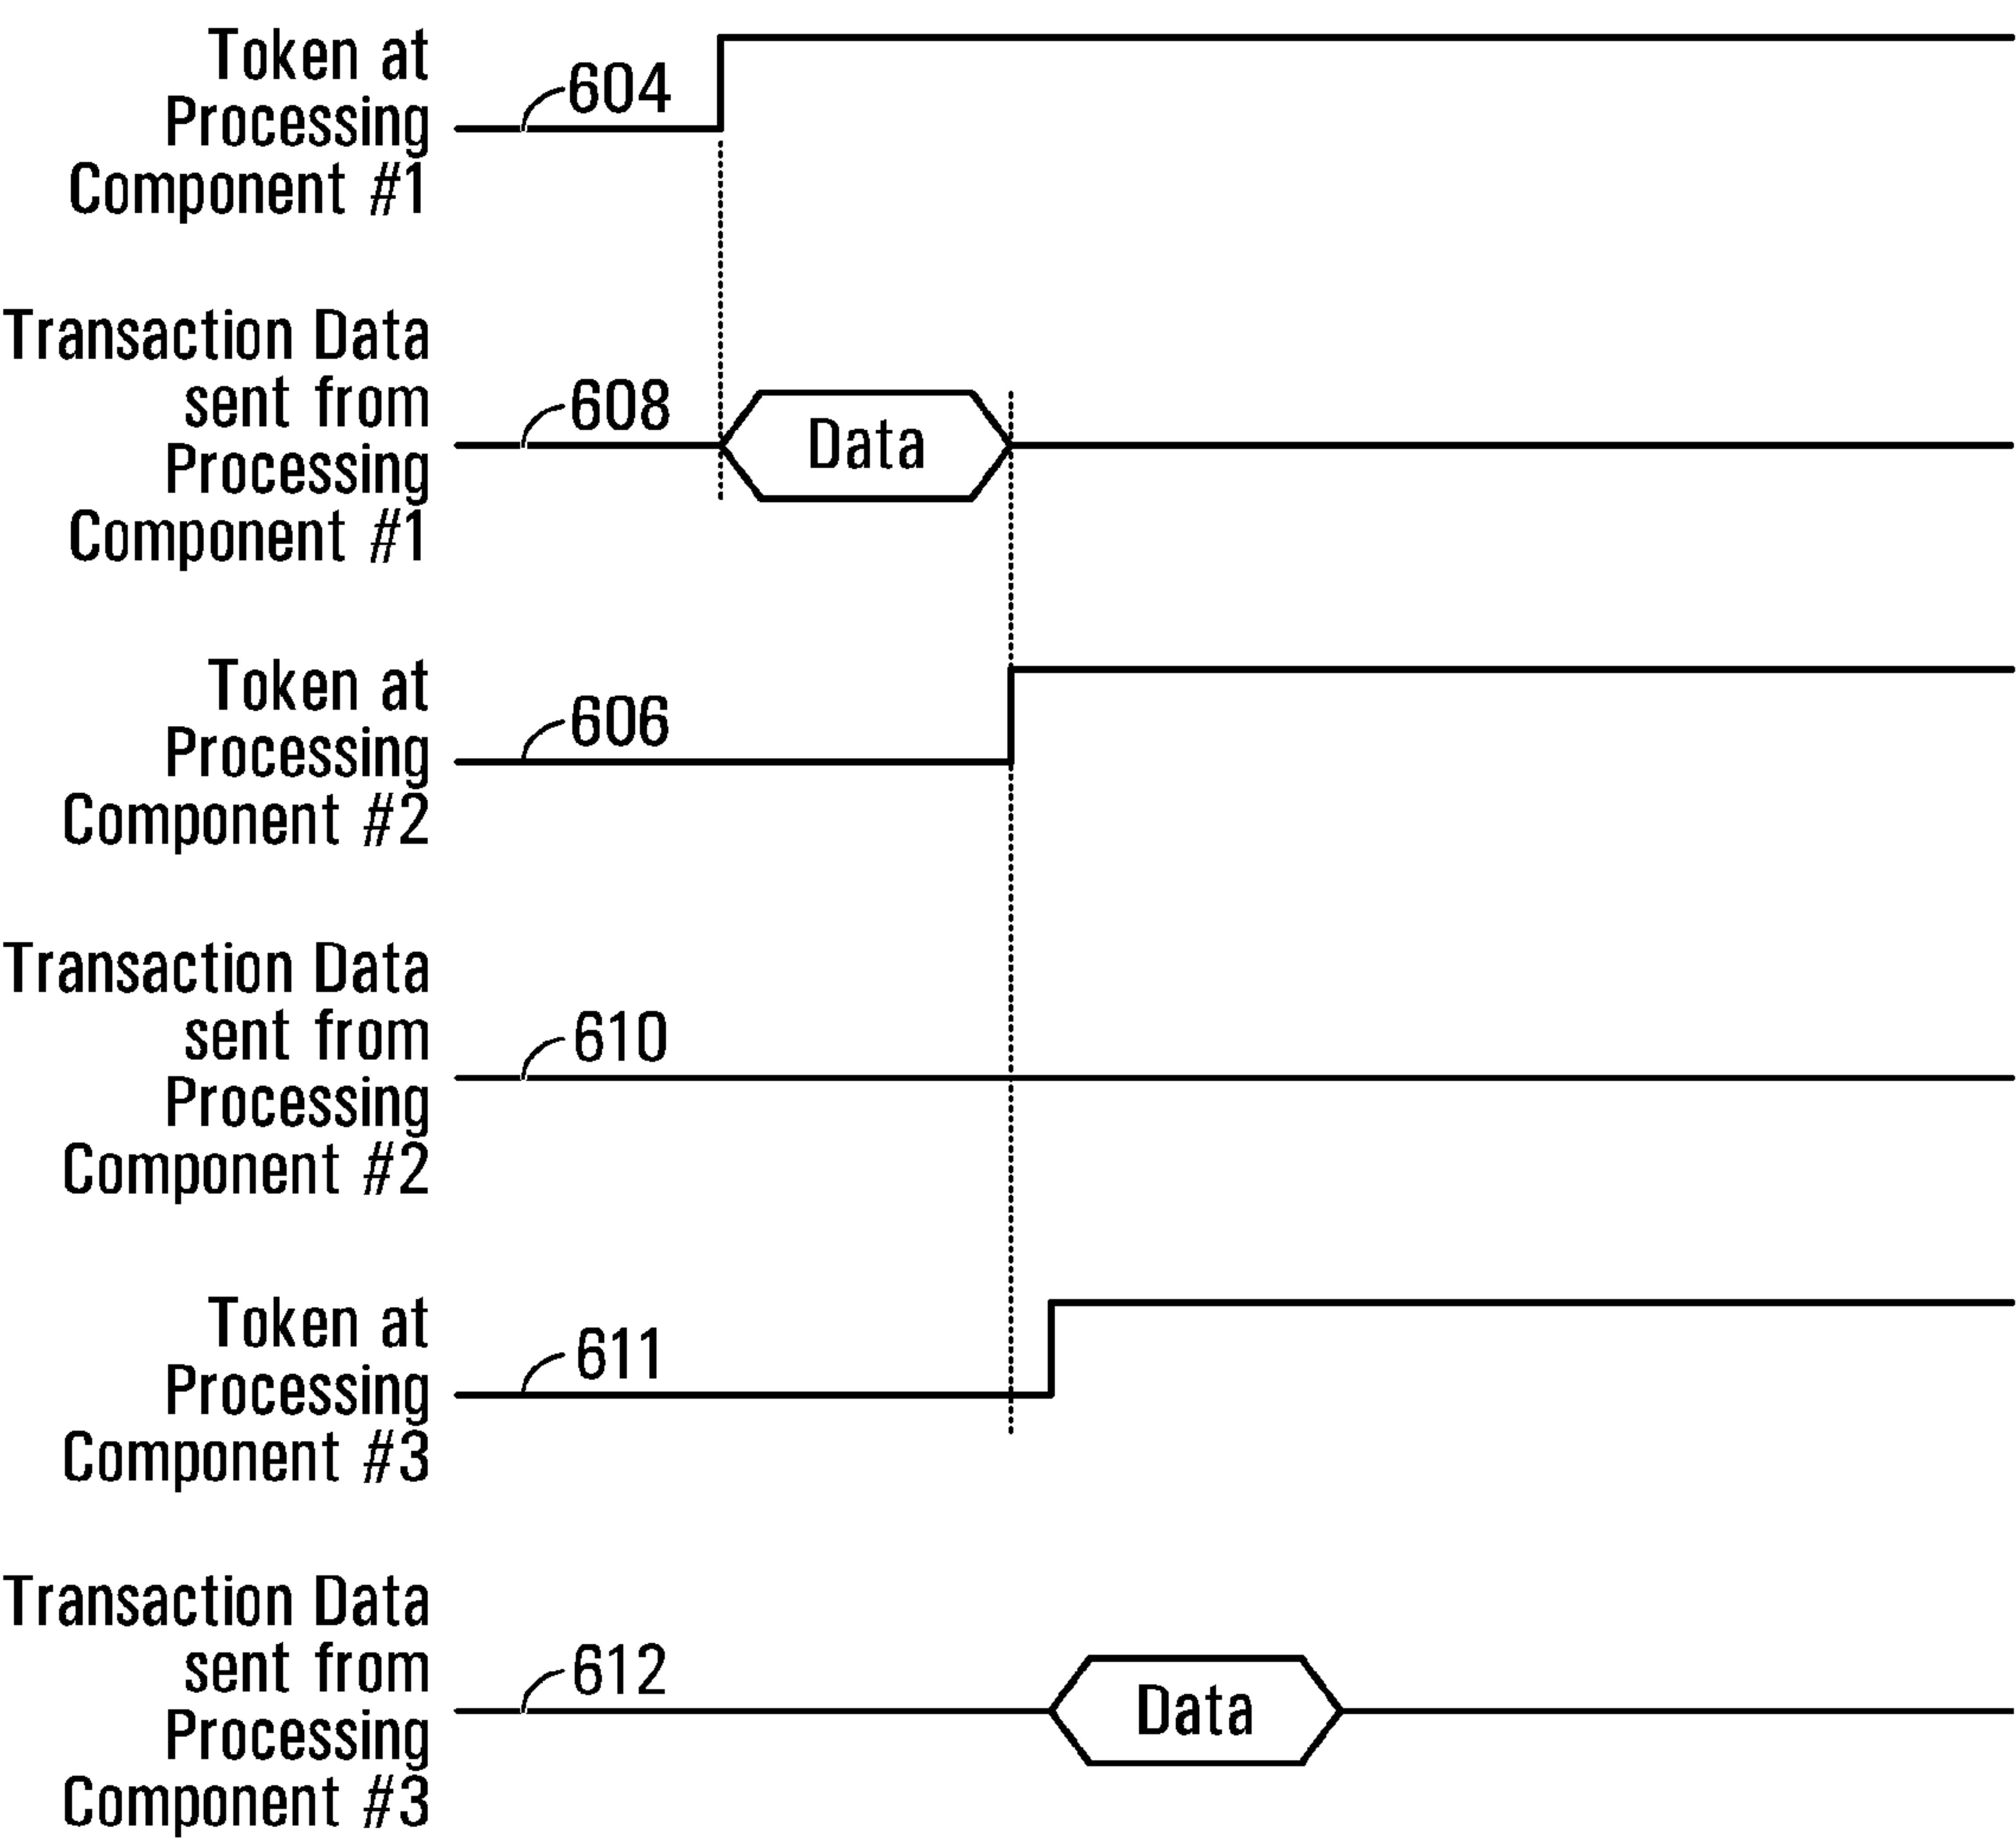 Token at
Processing
Component #1
604
Transaction Data
sent from
Processing
Component #1
608
Data
Token at
Processing
Component #2
606
Transaction Data
sent from
Processing
Component #2
610
Token at
Processing
Component #3
611
Transaction Data
sent from
Processing
Component #3
612
Data